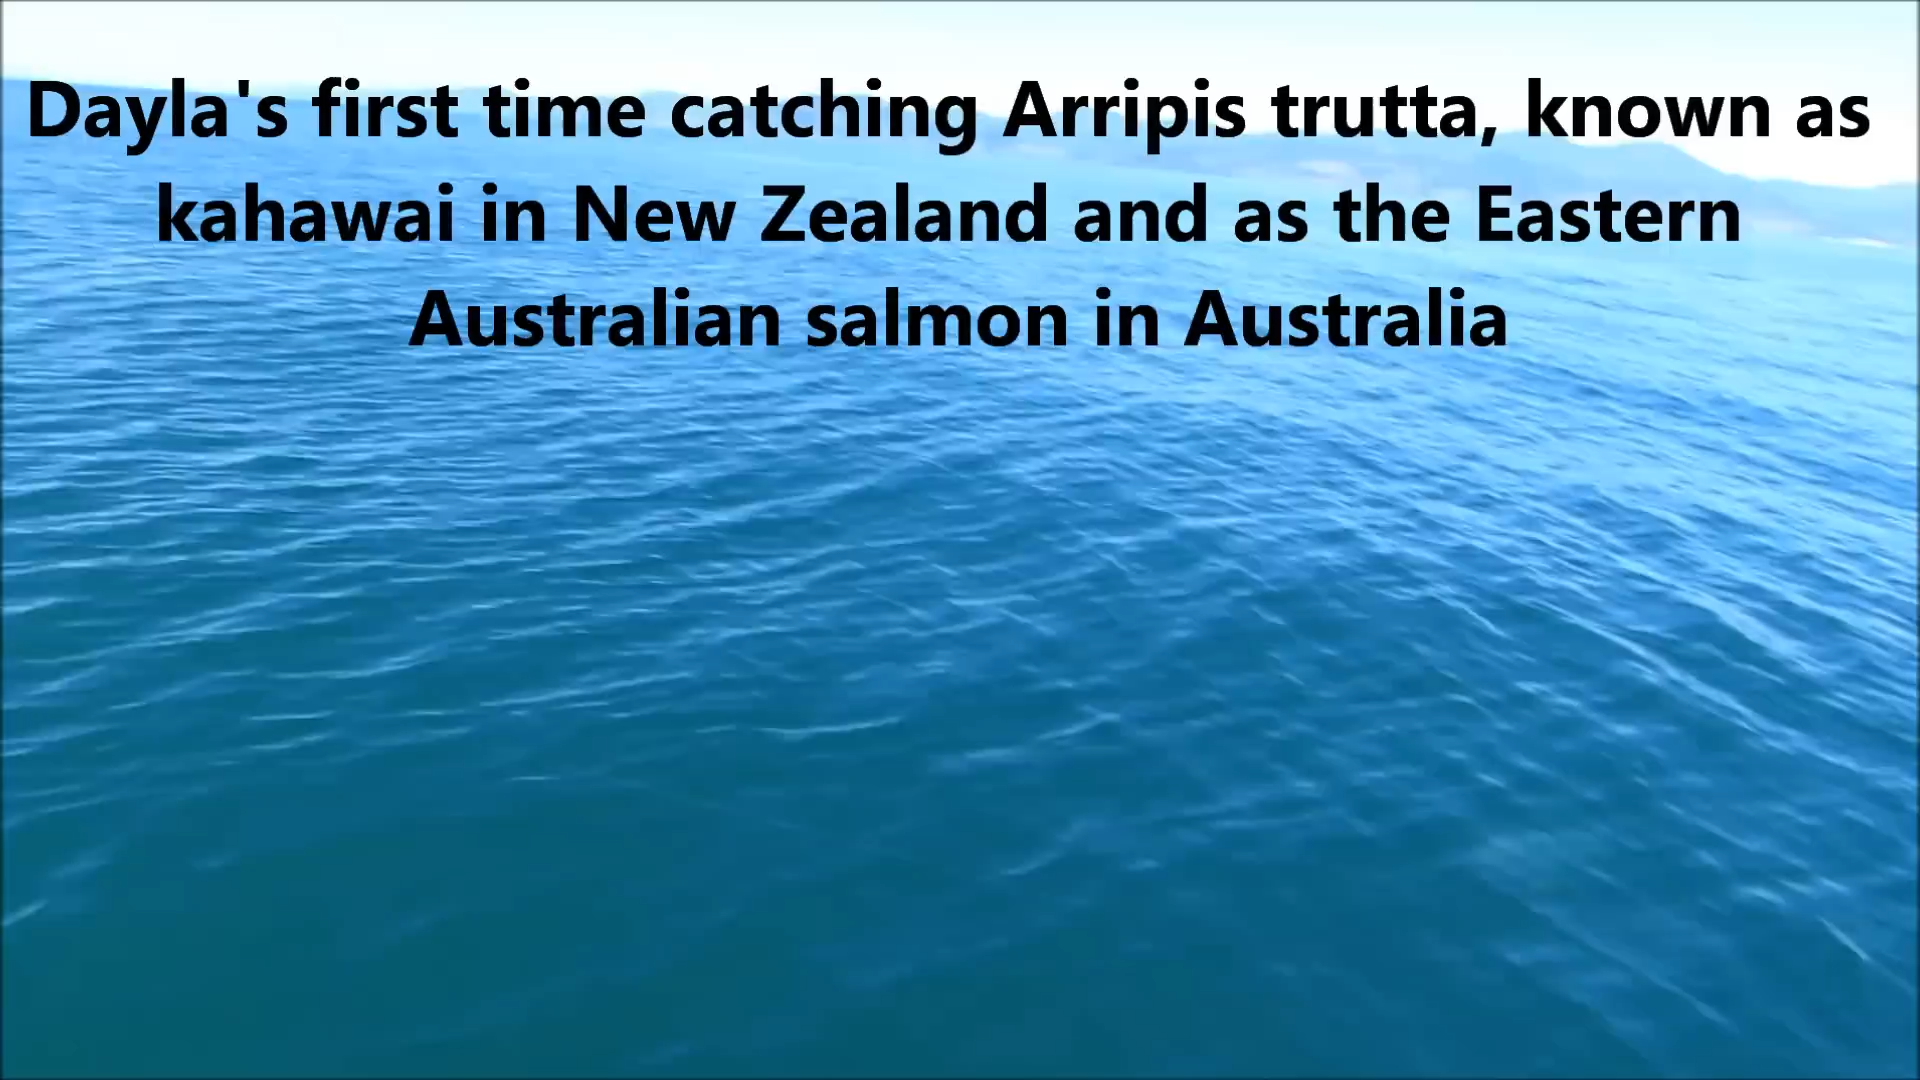 Dayla's first time catching Arripis trutta, known as
kahawai in New Zealand and as the Eastern
Australian salmon in Australia